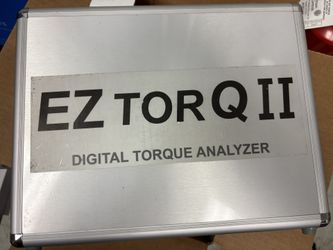 EZ TORQ II
DIGITAL TORQUE ANALYZER